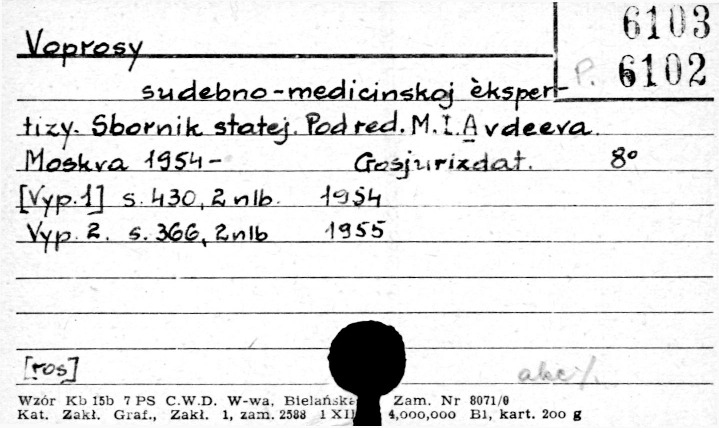 6103
Voprosy
P. 6102
sudebno-medicinskoj èksper-
tizy. Sbornik statej. Pod red. M.I. Avdeeva.
Moskva 1954- Gosjurizdat. 8°
[Vyp. 1] s. 430, 2 nlb. 1954
Vyp. 2. s. 366, 2 nlb 1955
[ros] akc
Wzór Kb 15b 7 PS C.W.D. W-wa, Bielańska Zam. Nr 8071/0
Kat. Zakł. Graf., Zakł. 1, zam. 2588 1 XII 4,000,000 B1, kart. 200 g